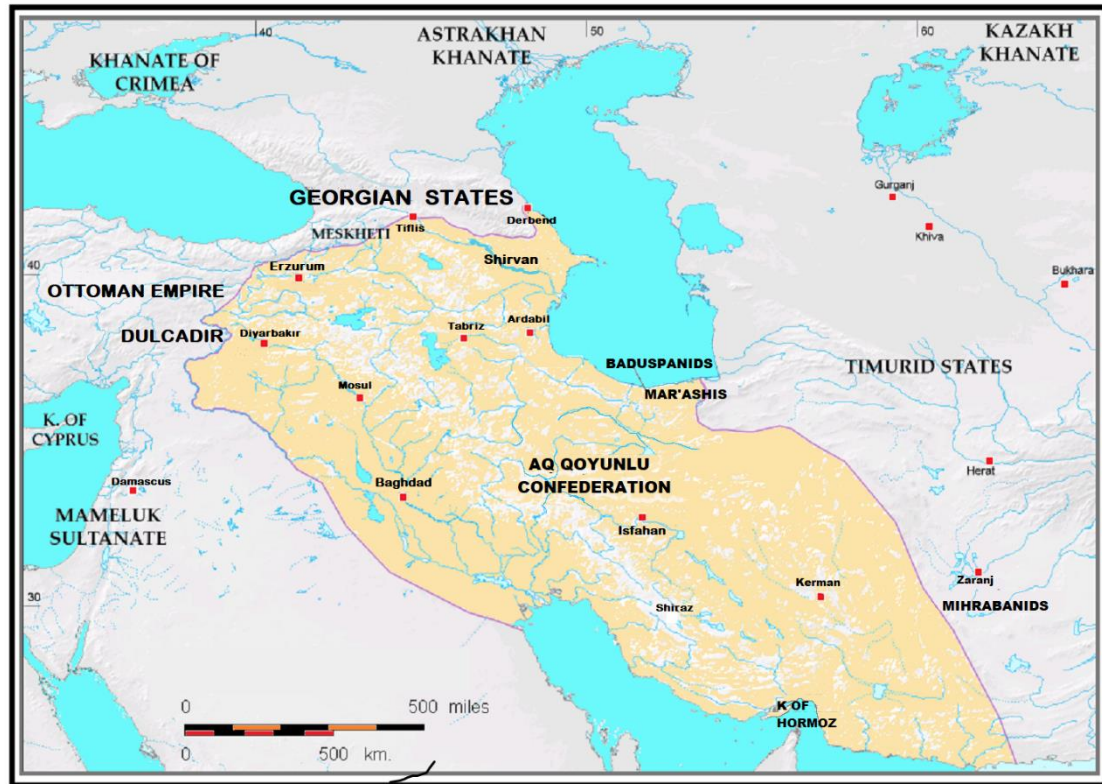 40
50
60
ASTRAKHAN
KHANATE
KAZAKH
KHANATE
KHANATE OF
CRIMEA
GEORGIAN STATES
Derbend
Gurganj
Khiva
MESKHETI
Tiflis
Shirvan
40
Erzurum
Bukhara
OTTOMAN EMPIRE
DULCADIR
Diyarbakır
Tabriz
Ardabil
BADUSPANIDS
TIMURID STATES
Mosul
MAR'ASHIS
K. OF
CYPRUS
Damascus
AQ QOYUNLU
CONFEDERATION
Herat
Baghdad
MAMELUK
SULTANATE
Isfahan
Zaranj
Kerman
30
Shiraz
MIHRABANIDS
K OF
HORMOZ
0
500 miles
0
500 km.